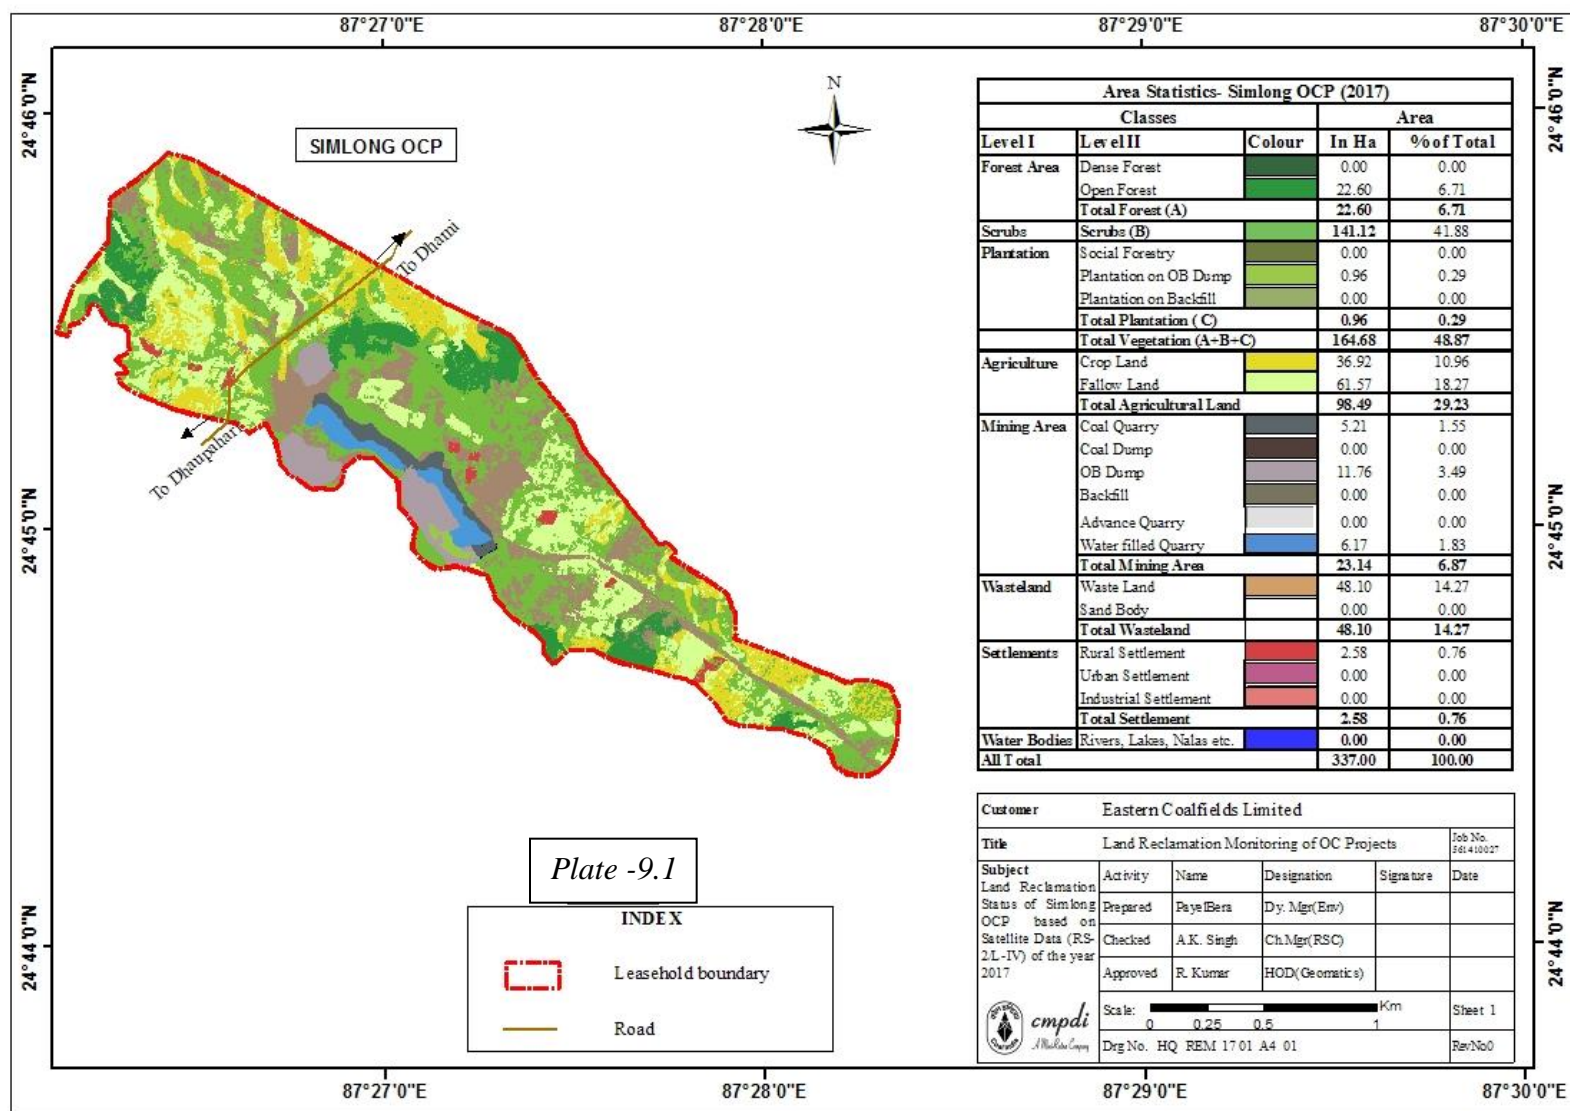 87°27'0"E 87°28'0"E 87°29'0"E 87°30'0"E
24°46'0"N
24°46'0"N
24°45'0"N
24°45'0"N
24°44'0"N
24°44'0"N
SIMLONG OCP
N
To Dhami
To Dhaupahari
Area Statistics- Simlong OCP (2017)
Classes Area
Level I Level II Colour In Ha % of Total
Forest Area Dense Forest 0.00 0.00
Open Forest 22.60 6.71
Total Forest (A) 22.60 6.71
Scrubs Scrubs (B) 141.12 41.88
Plantation Social Forestry 0.00 0.00
Plantation on OB Dump 0.96 0.29
Plantation on Backfill 0.00 0.00
Total Plantation ( C) 0.96 0.29
Total Vegetation (A+B+C) 164.68 48.87
Agriculture Crop Land 36.92 10.96
Fallow Land 61.57 18.27
Total Agricultural Land 98.49 29.23
Mining Area Coal Quarry 5.21 1.55
Coal Dump 0.00 0.00
OB Dump 11.76 3.49
Backfill 0.00 0.00
Advance Quarry 0.00 0.00
Water filled Quarry 6.17 1.83
Total Mining Area 23.14 6.87
Wasteland Waste Land 48.10 14.27
Sand Body 0.00 0.00
Total Wasteland 48.10 14.27
Settlements Rural Settlement 2.58 0.76
Urban Settlement 0.00 0.00
Industrial Settlement 0.00 0.00
Total Settlement 2.58 0.76
Water Bodies Rivers, Lakes, Nalas etc. 0.00 0.00
All Total 337.00 100.00
Plate -9.1
INDEX
Leasehold boundary
Road
Customer Eastern Coalfields Limited
Title Land Reclamation Monitoring of OC Projects
Job No.
561410027
Subject
Land Reclamation
Status of Simlong
OCP based on
Satellite Data (RS-
2/L-IV) of the year
2017
Activity Name Designation Signature Date
Prepared PayelBera Dy. Mgr(Env)
Checked A.K. Singh Ch.Mgr(RSC)
Approved R. Kumar HOD(Geomatics)
cmpdi
A MiniRatna Company
Scale: Km
0 0.25 0.5 1
Sheet 1
Drg No. HQ REM 17 01 A4 01
RevNo0
87°27'0"E 87°28'0"E 87°29'0"E 87°30'0"E